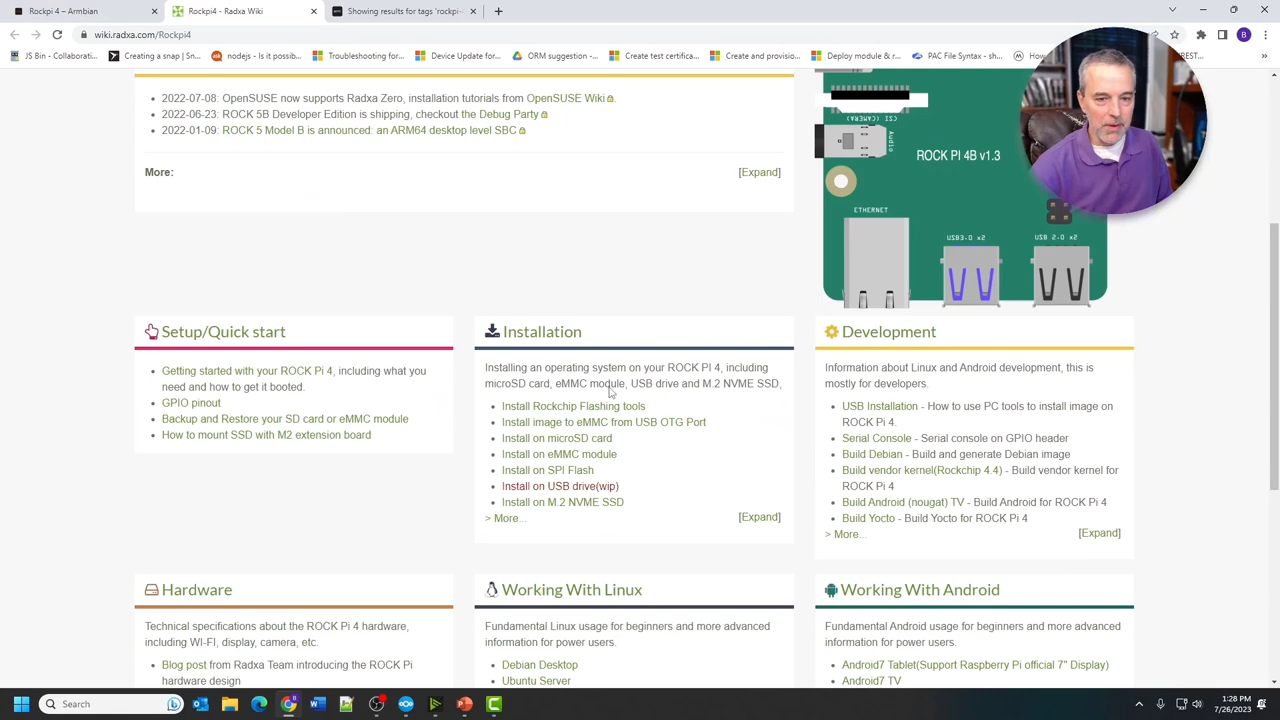 Rockpi 4 - Armbian
Rockpi4 - Radxa Wiki
Issues with posts tagged 'rockpi-
wiki.radxa.com/Rockpi4
B
JS Bin - Collaborati...
Creating a snap | Sn...
nodejs - Is it possib...
Troubleshooting for...
Device Update for...
ORM suggestion -...
Create test certifica...
Create and provisio...
Deploy module & r...
PAC File Syntax - sh...
How
REST...
»
2022-07-08: OpenSUSE now supports Radxa Zero, installation tutorials from OpenSUSE Wiki.
2022-06-23: ROCK 5B Developer Edition is shipping, checkout the Debug Party
2022-01-09: ROCK 5 Model B is announced: an ARM64 desktop level SBC
More:
[Expand]
CSI (CAMERA)
Audio
ROCK PI 4B v1.3
ETHERNET
USB3.0 x2
USB 2.0 x2
Setup/Quick start
Getting started with your ROCK Pi 4, including what you
need and how to get it booted.
GPIO pinout
Backup and Restore your SD card or eMMC module
How to mount SSD with M2 extension board
Installation
Installing an operating system on your ROCK PI 4, including
microSD card, eMMC module, USB drive and M.2 NVME SSD,
Install Rockchip Flashing tools
Install image to eMMC from USB OTG Port
Install on microSD card
Install on eMMC module
Install on SPI Flash
Install on USB drive(wip)
Install on M.2 NVME SSD
> More...
[Expand]
Development
Information about Linux and Android development, this is
mostly for developers.
USB Installation - How to use PC tools to install image on
ROCK Pi 4.
Serial Console - Serial console on GPIO header
Build Debian - Build and generate Debian image
Build vendor kernel(Rockchip 4.4) - Build vendor kernel for
ROCK Pi 4
Build Android (nougat) TV - Build Android for ROCK Pi 4
Build Yocto - Build Yocto for ROCK Pi 4
> More...
[Expand]
Hardware
Technical specifications about the ROCK Pi 4 hardware,
including WI-FI, display, camera, etc.
Blog post from Radxa Team introducing the ROCK Pi
hardware design
Working With Linux
Fundamental Linux usage for beginners and more advanced
information for power users.
Debian Desktop
Ubuntu Server
Working With Android
Fundamental Android usage for beginners and more advanced
information for power users.
Android7 Tablet(Support Raspberry Pi official 7" Display)
Android7 TV
Search
1:28 PM
7/26/2023